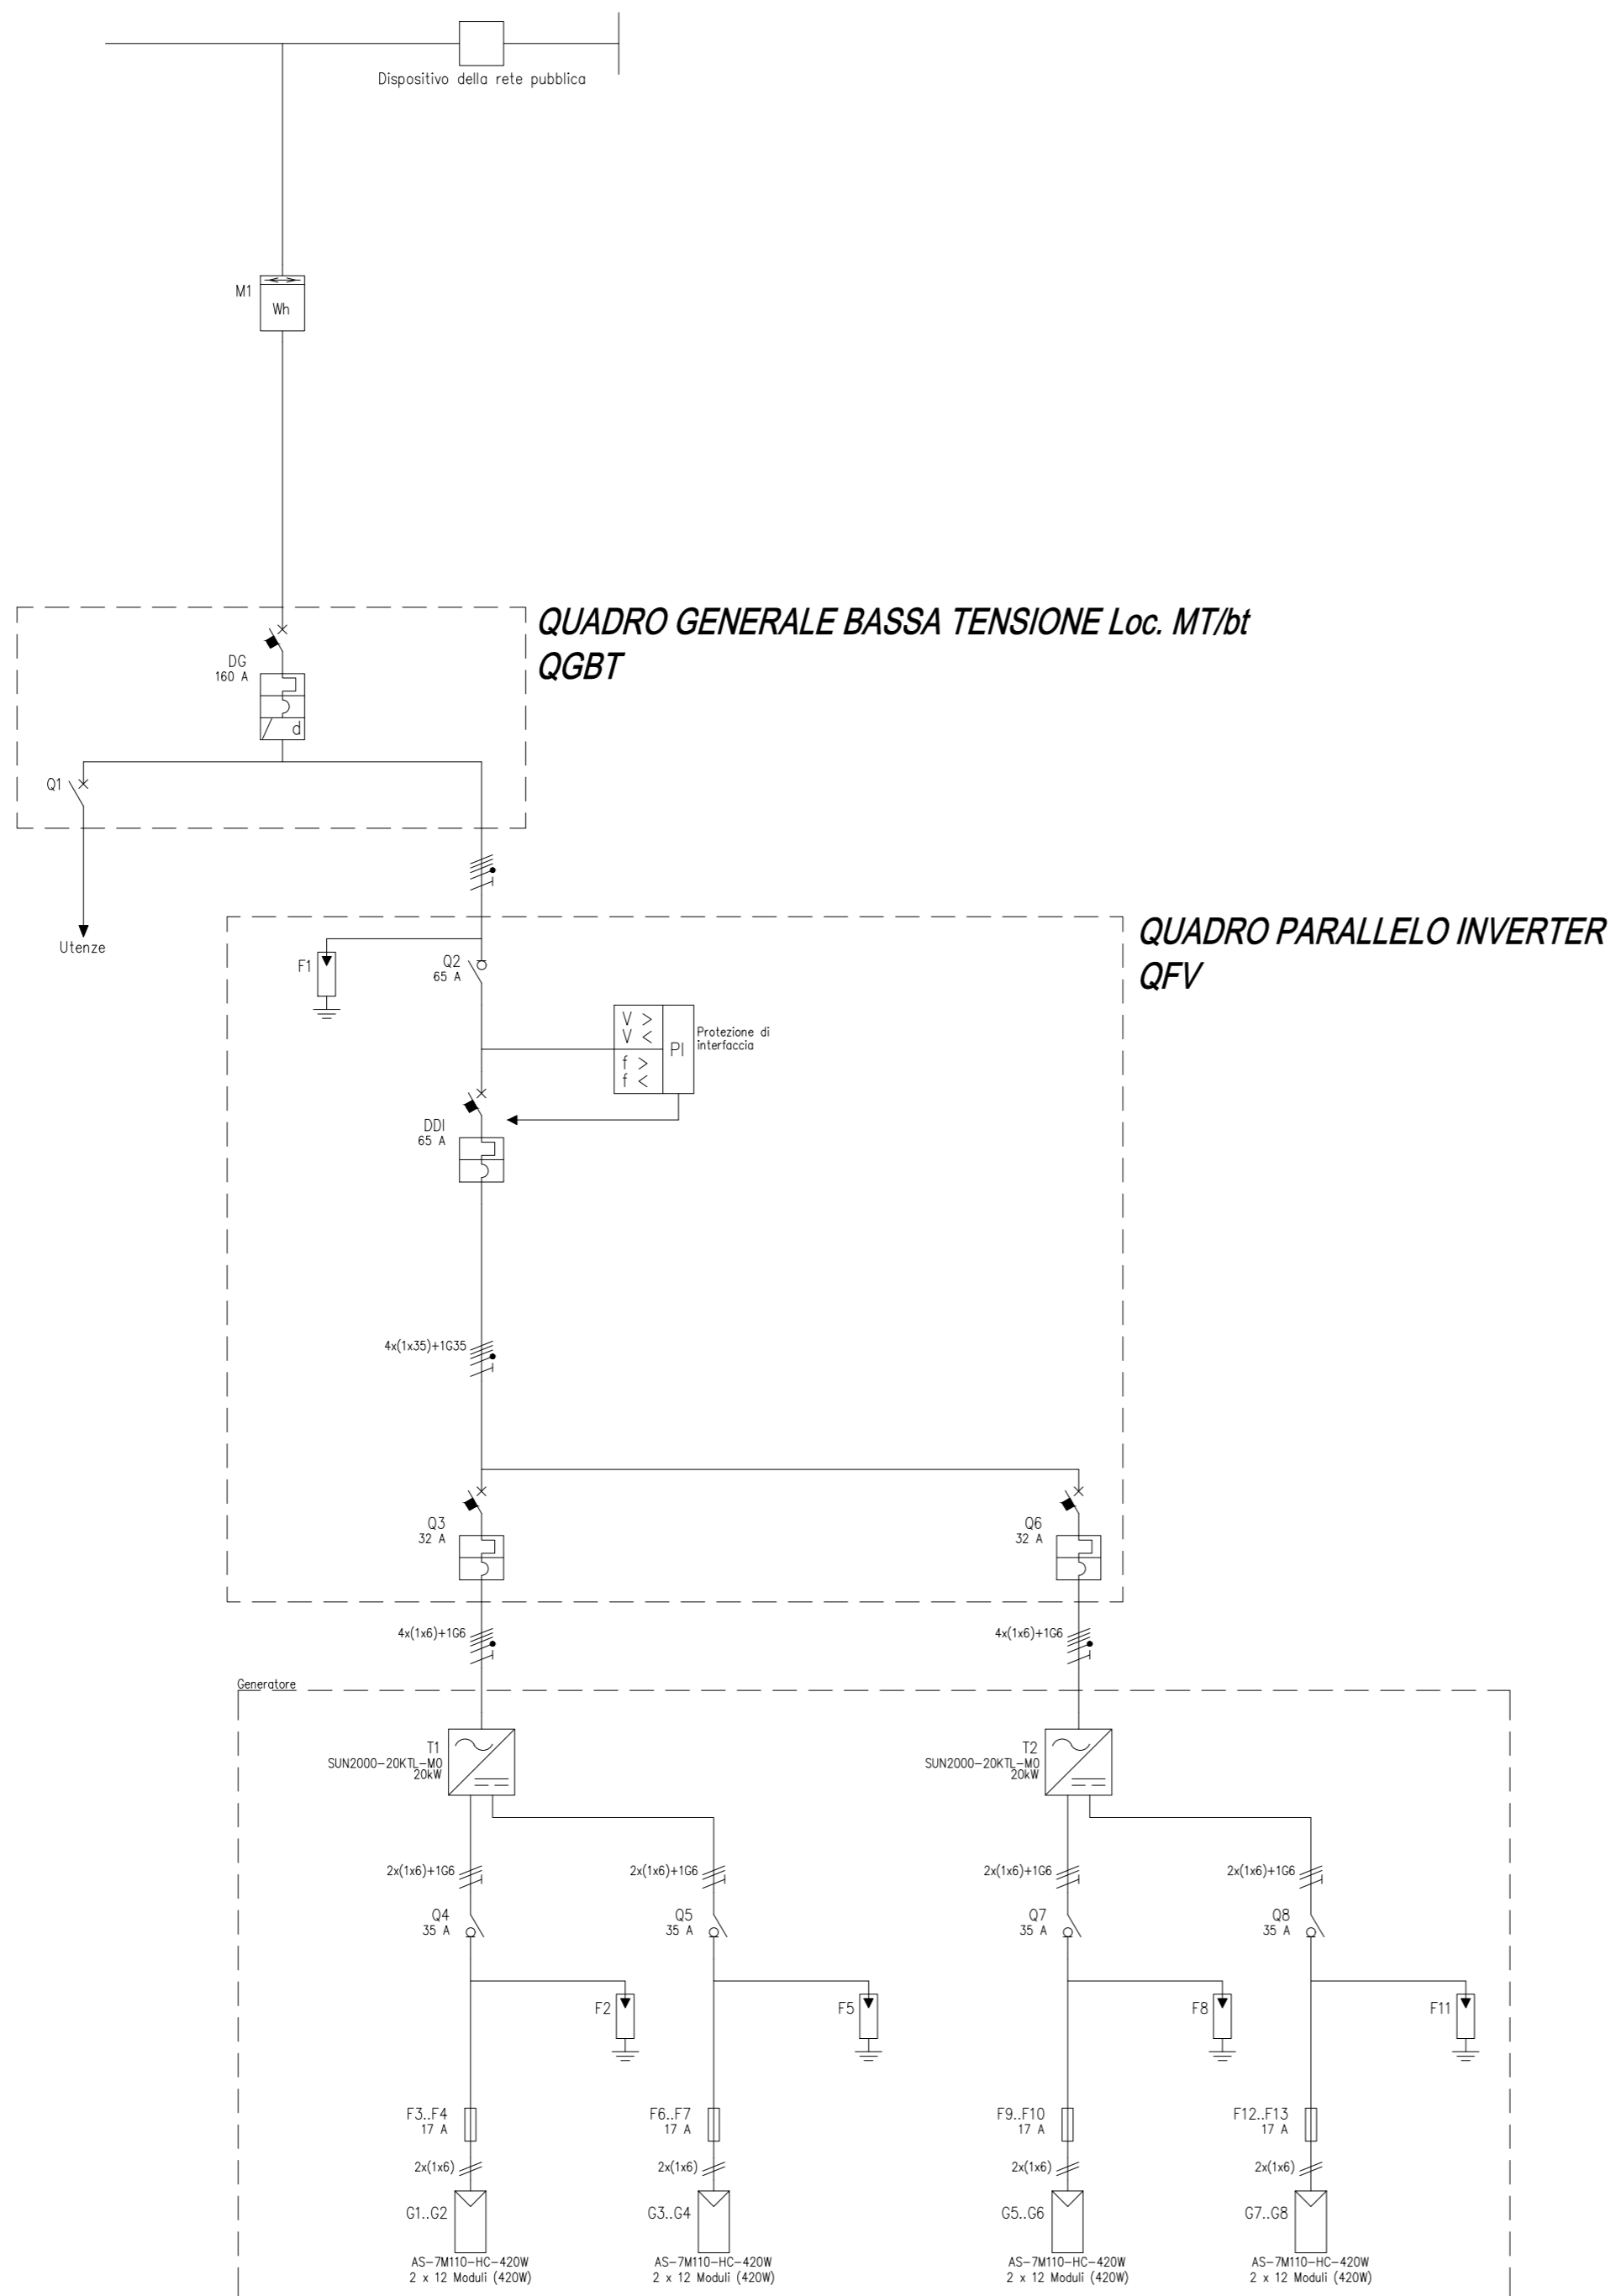 Dispositivo della rete pubblica
M1
Wh
QUADRO GENERALE BASSA TENSIONE Loc. MT/bt
QGBT
DG
160 A
d
Q1
Utenze
QUADRO PARALLELO INVERTER
QFV
F1
Q2
65 A
V >
V <
f >
f <
PI
Protezione di
interfaccia
DDI
65 A
4x(1x35)+1G35
Q3
32 A
Q6
32 A
4x(1x6)+1G6
4x(1x6)+1G6
Generatore
T1
SUN2000-20KTL-M0
20kW
T2
SUN2000-20KTL-M0
20kW
2x(1x6)+1G6
2x(1x6)+1G6
2x(1x6)+1G6
2x(1x6)+1G6
Q4
35 A
Q5
35 A
Q7
35 A
Q8
35 A
F2
F5
F8
F11
F3..F4
17 A
F6..F7
17 A
F9..F10
17 A
F12..F13
17 A
2x(1x6)
2x(1x6)
2x(1x6)
2x(1x6)
G1..G2
G3..G4
G5..G6
G7..G8
AS-7M110-HC-420W
2 x 12 Moduli (420W)
AS-7M110-HC-420W
2 x 12 Moduli (420W)
AS-7M110-HC-420W
2 x 12 Moduli (420W)
AS-7M110-HC-420W
2 x 12 Moduli (420W)